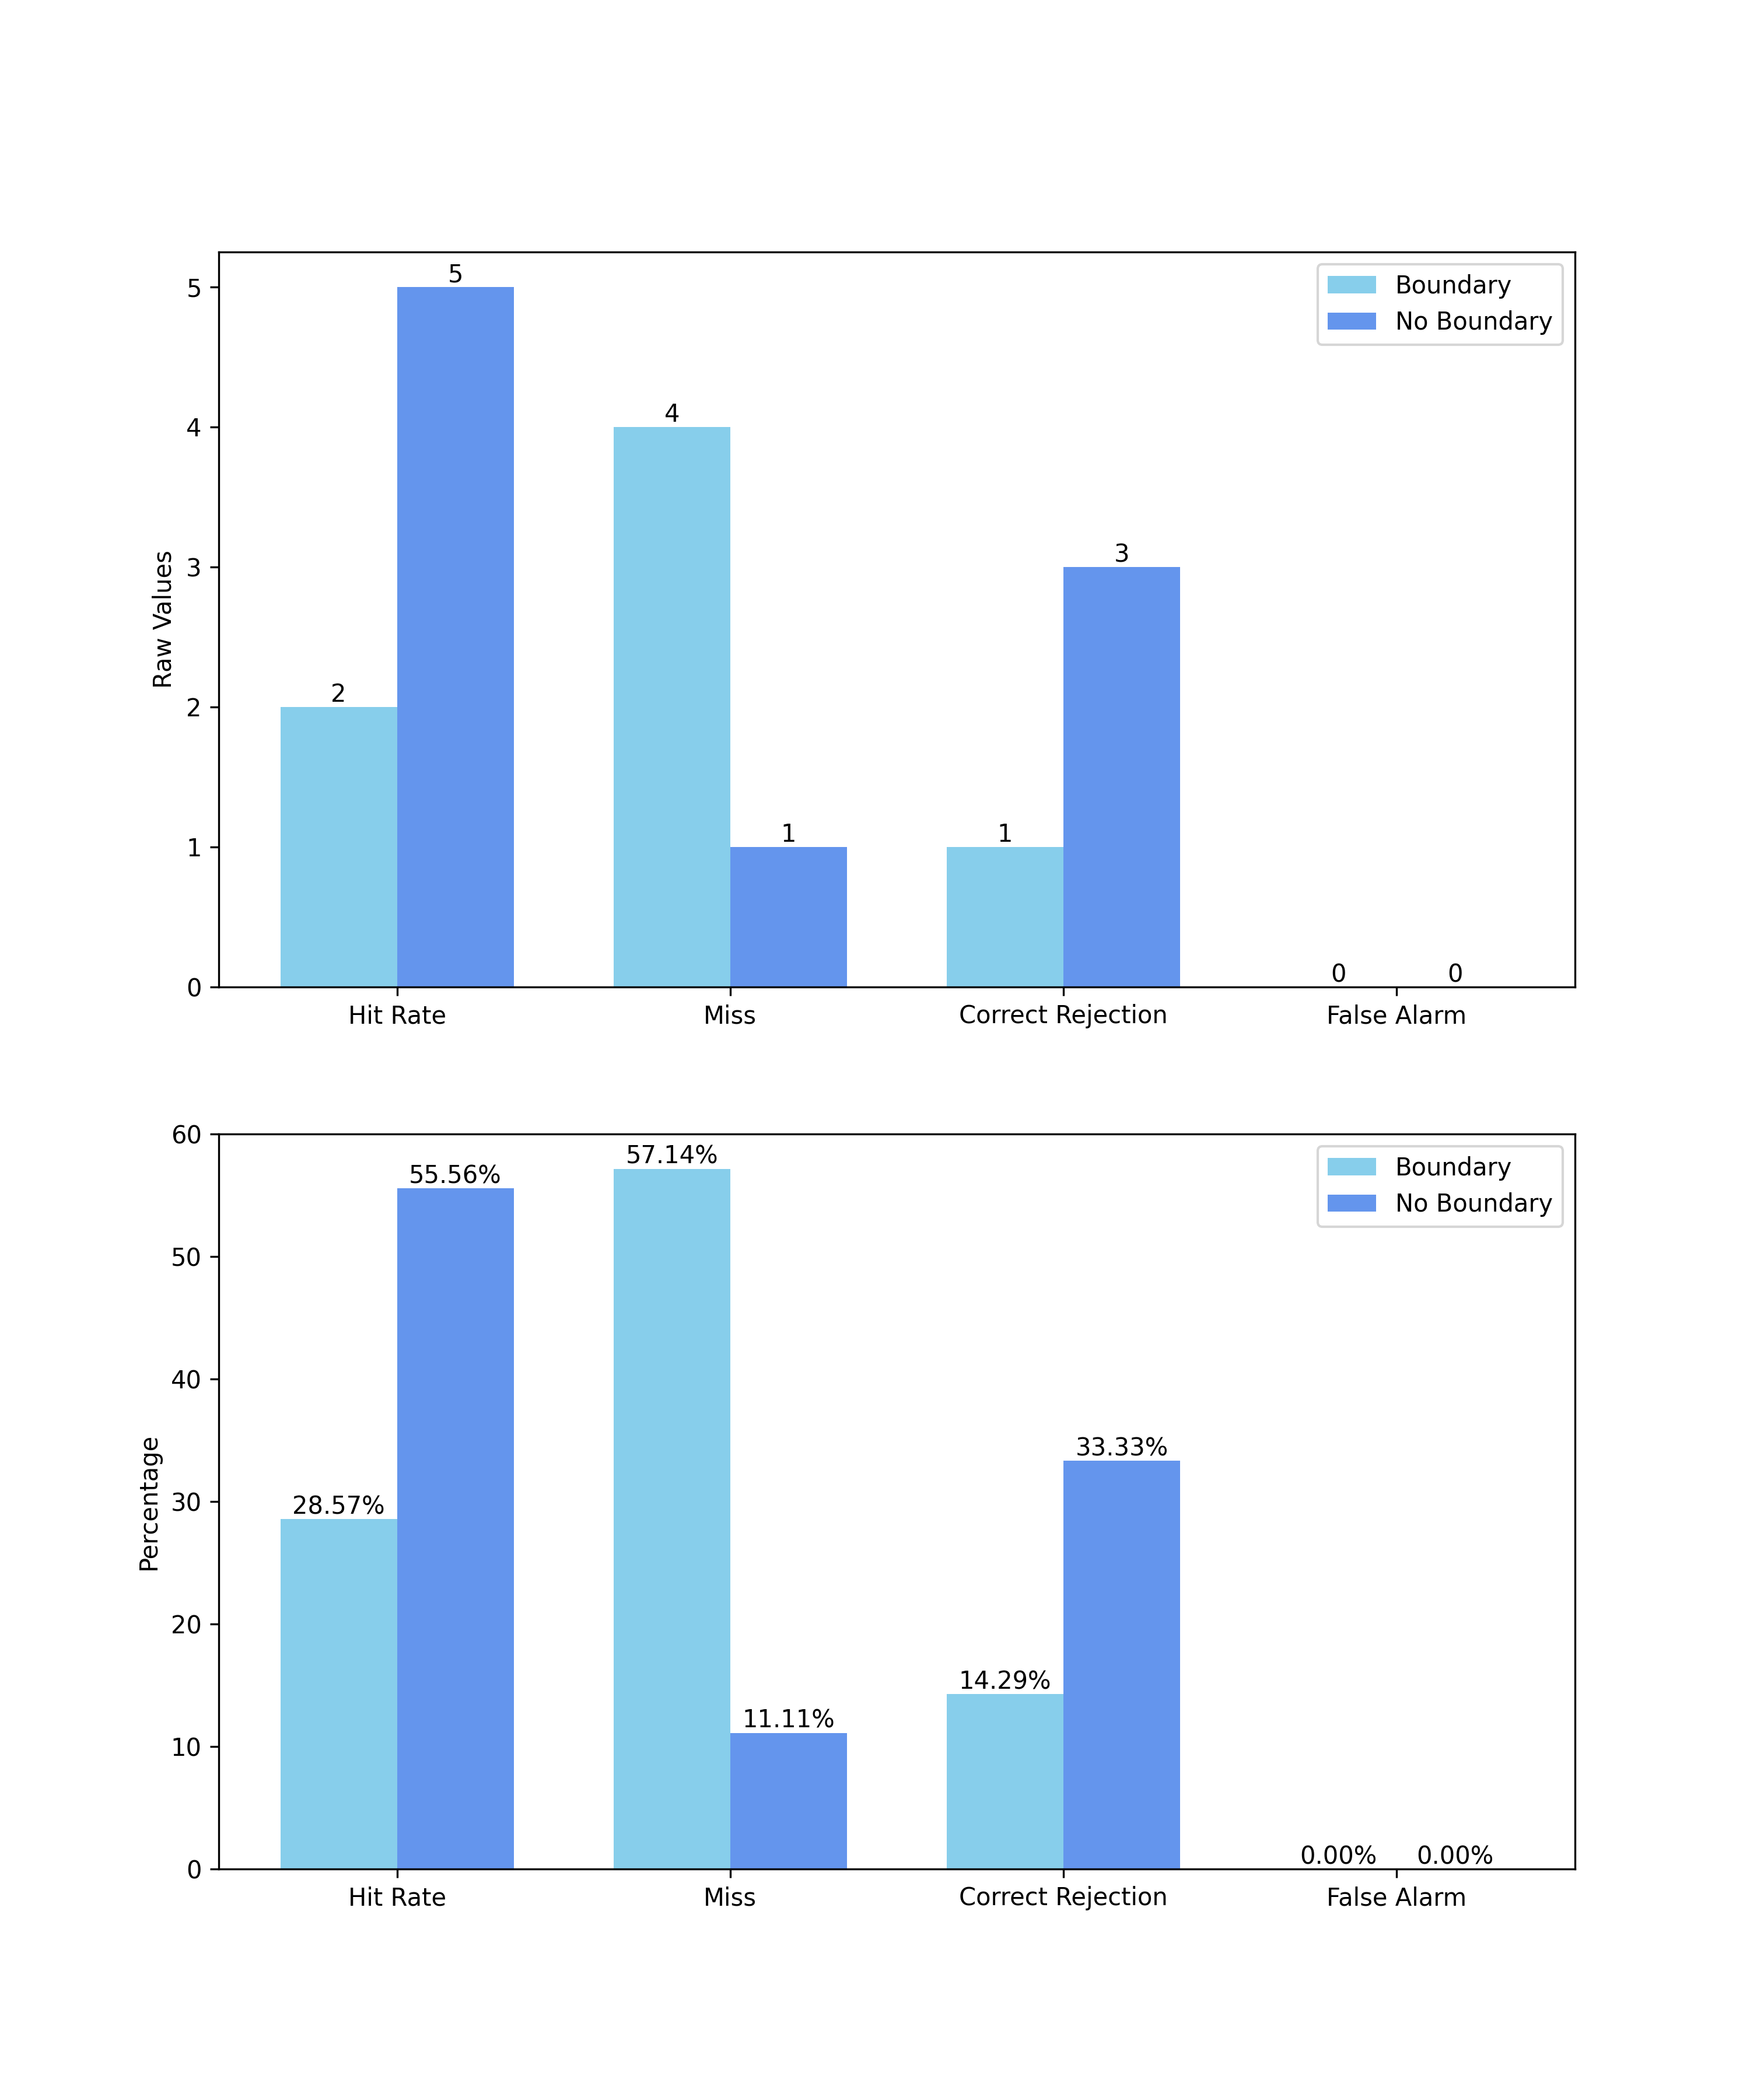 5
Boundary
No Boundary
5
4
4
3
3
Raw Values
2
2
1
1
1
0
0
0
Hit Rate
Miss
Correct Rejection
False Alarm
60
57.14%
Boundary
55.56%
No Boundary
50
40
33.33%
Percentage
30
28.57%
20
14.29%
11.11%
10
0.00%
0.00%
0
Hit Rate
Miss
Correct Rejection
False Alarm